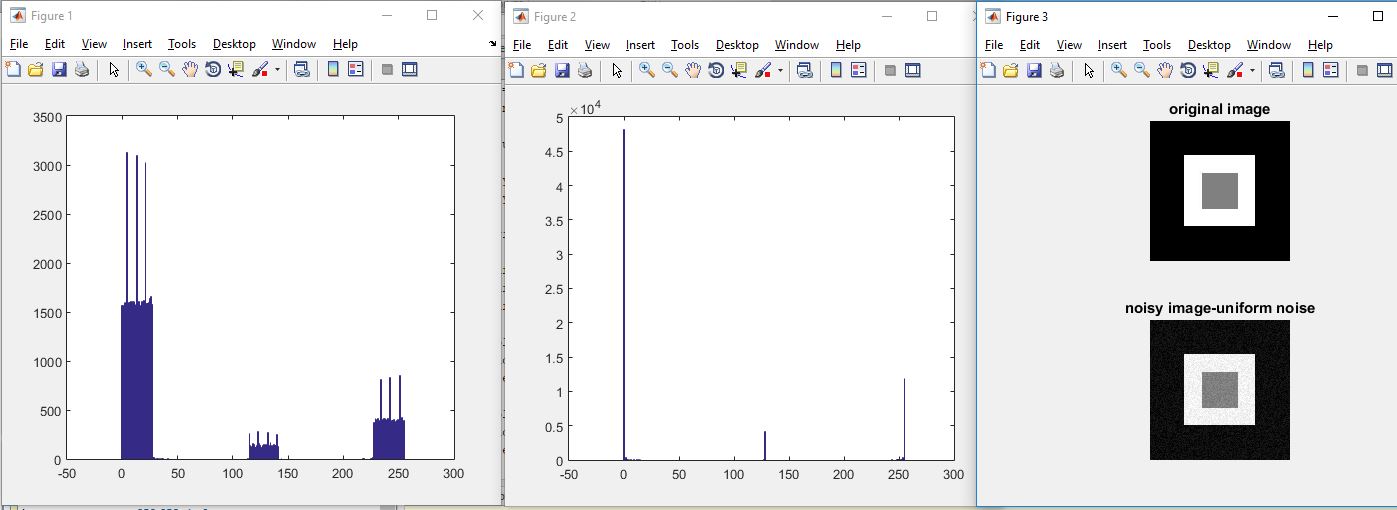 Figure 1
File Edit View Insert Tools Desktop Window Help
3500
3000
2500
2000
1500
1000
500
0
-50 0 50 100 150 200 250 300
Figure 2
File Edit View Insert Tools Desktop Window Help
×10^4
5
4.5
4
3.5
3
2.5
2
1.5
1
0.5
0
-50 0 50 100 150 200 250 300
Figure 3
File Edit View Insert Tools Desktop Window Help
original image
noisy image-uniform noise